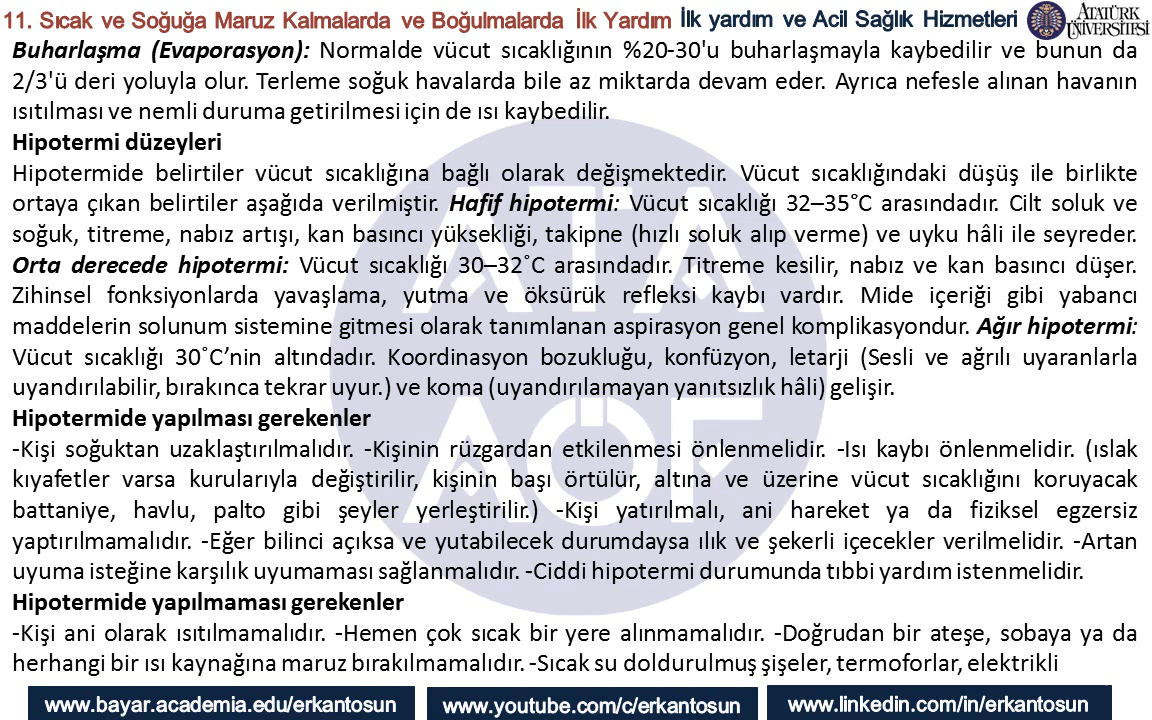 11. Sıcak ve Soğuğa Maruz Kalmalarda ve Boğulmalarda İlk Yardım İlk yardım ve Acil Sağlık Hizmetleri ATATÜRK ÜNİVERSİTESİ
Buharlaşma (Evaporasyon): Normalde vücut sıcaklığının %20-30'u buharlaşmayla kaybedilir ve bunun da
2/3'ü deri yoluyla olur. Terleme soğuk havalarda bile az miktarda devam eder. Ayrıca nefesle alınan havanın
ısıtılması ve nemli duruma getirilmesi için de ısı kaybedilir.
Hipotermi düzeyleri
Hipotermide belirtiler vücut sıcaklığına bağlı olarak değişmektedir. Vücut sıcaklığındaki düşüş ile birlikte
ortaya çıkan belirtiler aşağıda verilmiştir. Hafif hipotermi: Vücut sıcaklığı 32–35°C arasındadır. Cilt soluk ve
soğuk, titreme, nabız artışı, kan basıncı yüksekliği, takipne (hızlı soluk alıp verme) ve uyku hâli ile seyreder.
Orta derecede hipotermi: Vücut sıcaklığı 30–32˚C arasındadır. Titreme kesilir, nabız ve kan basıncı düşer.
Zihinsel fonksiyonlarda yavaşlama, yutma ve öksürük refleksi kaybı vardır. Mide içeriği gibi yabancı
maddelerin solunum sistemine gitmesi olarak tanımlanan aspirasyon genel komplikasyondur. Ağır hipotermi:
Vücut sıcaklığı 30˚C’nin altındadır. Koordinasyon bozukluğu, konfüzyon, letarji (Sesli ve ağrılı uyaranlarla
uyandırılabilir, bırakınca tekrar uyur.) ve koma (uyandırılamayan yanıtsızlık hâli) gelişir.
Hipotermide yapılması gerekenler
-Kişi soğuktan uzaklaştırılmalıdır. -Kişinin rüzgardan etkilenmesi önlenmelidir. -Isı kaybı önlenmelidir. (ıslak
kıyafetler varsa kurularıyla değiştirilir, kişinin başı örtülür, altına ve üzerine vücut sıcaklığını koruyacak
battaniye, havlu, palto gibi şeyler yerleştirilir.) -Kişi yatırılmalı, ani hareket ya da fiziksel egzersiz
yaptırılmamalıdır. -Eğer bilinci açıksa ve yutabilecek durumdaysa ılık ve şekerli içecekler verilmelidir. -Artan
uyuma isteğine karşılık uyumaması sağlanmalıdır. -Ciddi hipotermi durumunda tıbbi yardım istenmelidir.
Hipotermide yapılmaması gerekenler
-Kişi ani olarak ısıtılmamalıdır. -Hemen çok sıcak bir yere alınmamalıdır. -Doğrudan bir ateşe, sobaya ya da
herhangi bir ısı kaynağına maruz bırakılmamalıdır. -Sıcak su doldurulmuş şişeler, termoforlar, elektrikli
ATA
AÖF
www.bayar.academia.edu/erkantosun www.youtube.com/c/erkantosun www.linkedin.com/in/erkantosun